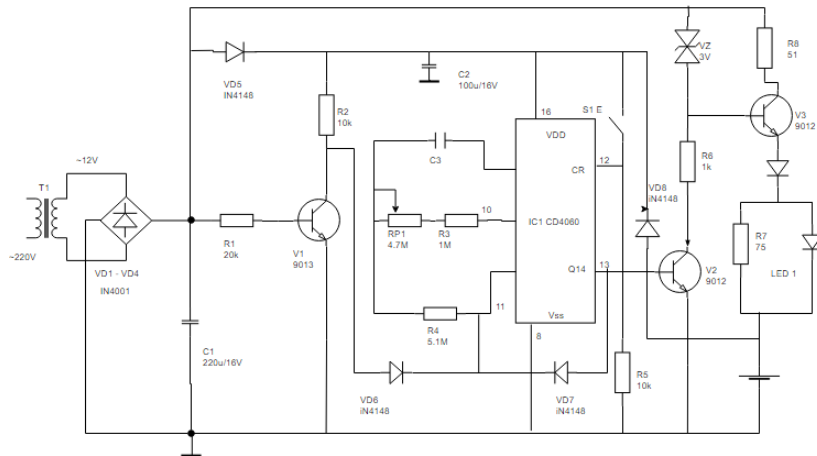 VZ
3V
R8
51
VD5
IN4148
C2
100u/16V
R2
10k
16
VDD
S1 E
V3
9012
~12V
T1
C3
12
CR
R6
1k
VD8
iN4148
10
RP1
4.7M
R3
1M
IC1 CD4060
R1
20k
V1
9013
~220V
VD1 - VD4
IN4001
R7
75
LED 1
Q14
13
V2
9012
11
R4
5.1M
Vss
8
C1
220u/16V
VD6
iN4148
VD7
iN4148
R5
10k